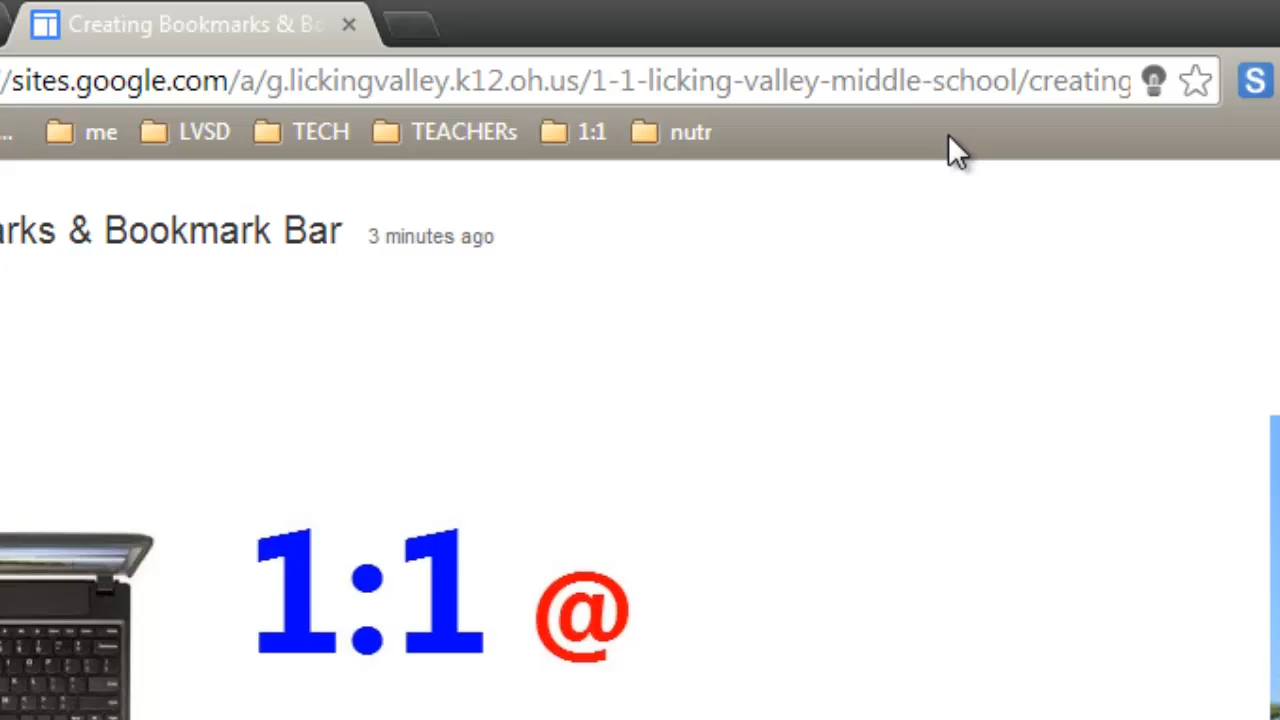 Creating Bookmarks & Bo
/sites.google.com/a/g.lickingvalley.k12.oh.us/1-1-licking-valley-middle-school/creating
S
... me LVSD TECH TEACHERs 1:1 nutr
arks & Bookmark Bar 3 minutes ago
1:1 @